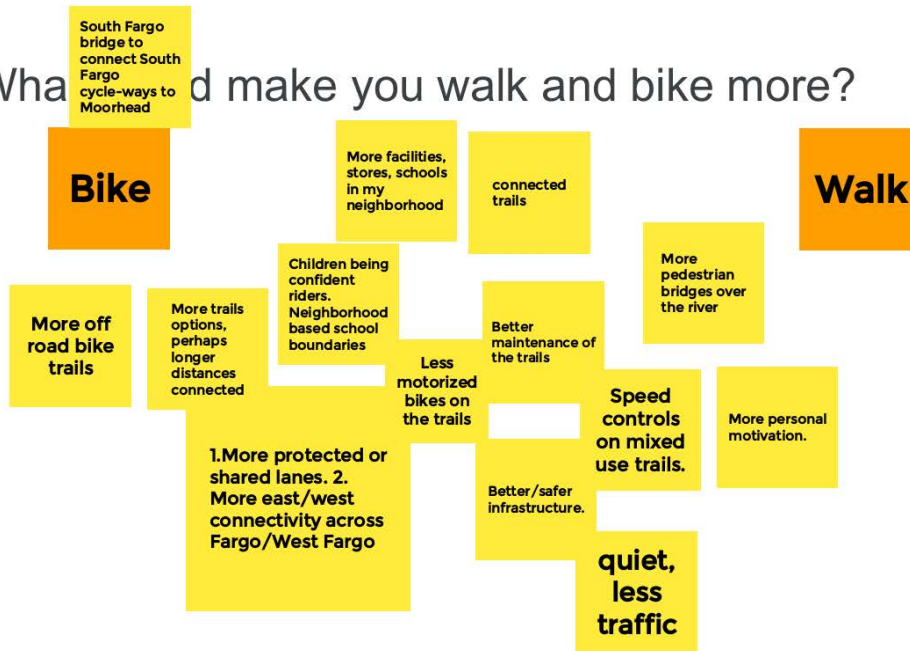 South Fargo
bridge to
connect South
Fargo
cycle-ways to
Moorhead
d make you walk and bike more?
Bike
More facilities,
stores, schools
in my
neighborhood
connected
trails
Walk
Children being
confident
riders.
Neighborhood
based school
boundaries
More
pedestrian
bridges over
the river
More off
road bike
trails
More trails
options,
perhaps
longer
distances
connected
Better
maintenance of
the trails
Less
motorized
bikes on
the trails
Speed
controls
on mixed
use trails.
More personal
motivation.
1.More protected or
shared lanes. 2.
More east/west
connectivity across
Fargo/West Fargo
Better/safer
infrastructure.
quiet,
less
traffic